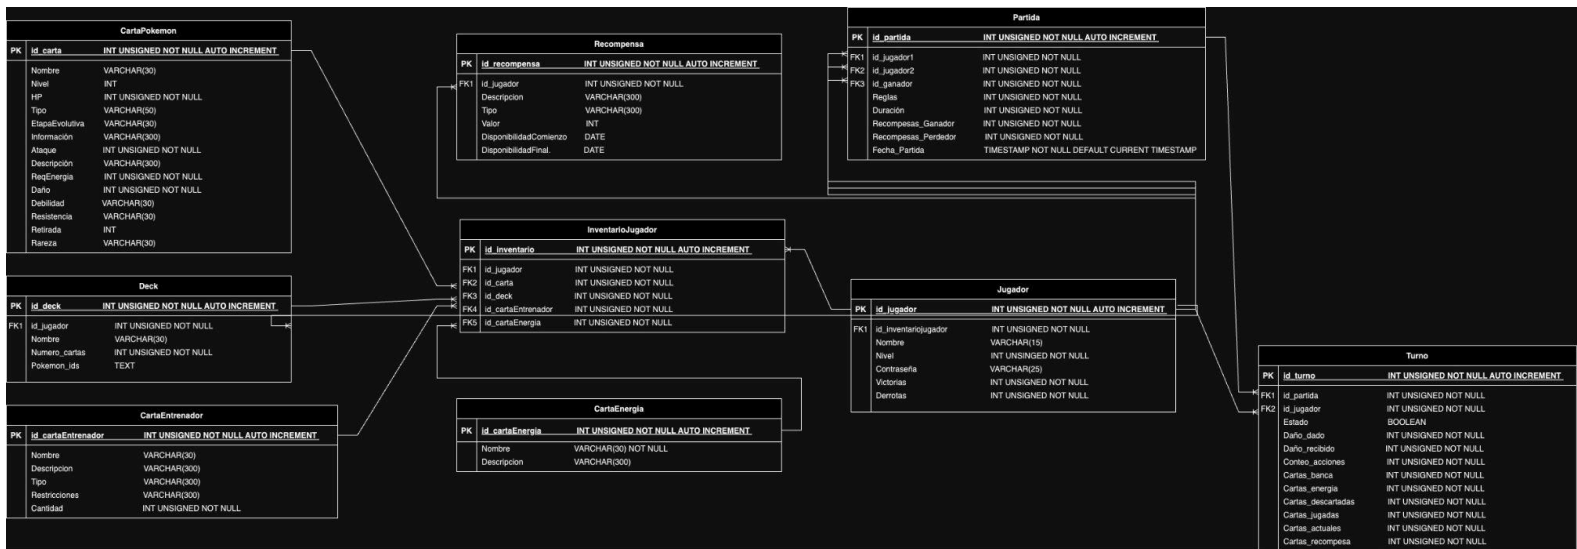 CartaPokemon
PK id_carta INT UNSIGNED NOT NULL AUTO INCREMENT
Nombre VARCHAR(30)
Nivel INT
HP INT UNSIGNED NOT NULL
Tipo VARCHAR(50)
EtapaEvolutiva VARCHAR(30)
Información VARCHAR(300)
Ataque INT UNSIGNED NOT NULL
Descripción VARCHAR(300)
ReqEnergia INT UNSIGNED NOT NULL
Daño INT UNSIGNED NOT NULL
Debilidad VARCHAR(30)
Resistencia VARCHAR(30)
Retirada INT
Rareza VARCHAR(30)
Deck
PK id_deck INT UNSIGNED NOT NULL AUTO INCREMENT
FK1 id_jugador INT UNSIGNED NOT NULL
Nombre VARCHAR(30)
Numero_cartas INT UNSIGNED NOT NULL
Pokemon_ids TEXT
CartaEntrenador
PK id_cartaEntrenador INT UNSIGNED NOT NULL AUTO INCREMENT
Nombre VARCHAR(30)
Descripcion VARCHAR(300)
Tipo VARCHAR(300)
Restricciones VARCHAR(300)
Cantidad INT UNSIGNED NOT NULL
Recompensa
PK id_recompensa INT UNSIGNED NOT NULL AUTO INCREMENT
FK1 id_jugador INT UNSIGNED NOT NULL
Descripcion VARCHAR(300)
Tipo VARCHAR(300)
Valor INT
DisponibilidadComienzo DATE
DisponibilidadFinal. DATE
InventarioJugador
PK id_inventario INT UNSIGNED NOT NULL AUTO INCREMENT
FK1 id_jugador INT UNSIGNED NOT NULL
FK2 id_carta INT UNSIGNED NOT NULL
FK3 id_deck INT UNSIGNED NOT NULL
FK4 id_cartaEntrenador INT UNSIGNED NOT NULL
FK5 id_cartaEnergia INT UNSIGNED NOT NULL
CartaEnergia
PK id_cartaEnergia INT UNSIGNED NOT NULL AUTO INCREMENT
Nombre VARCHAR(30) NOT NULL
Descripcion VARCHAR(300)
Partida
PK id_partida INT UNSIGNED NOT NULL AUTO INCREMENT
FK1 id_jugador1 INT UNSIGNED NOT NULL
FK2 id_jugador2 INT UNSIGNED NOT NULL
FK3 id_ganador INT UNSIGNED NOT NULL
Reglas INT UNSIGNED NOT NULL
Duración INT UNSIGNED NOT NULL
Recompesas_Ganador INT UNSIGNED NOT NULL
Recompesas_Perdedor INT UNSIGNED NOT NULL
Fecha_Partida TIMESTAMP NOT NULL DEFAULT CURRENT TIMESTAMP
Jugador
PK id_jugador INT UNSIGNED NOT NULL AUTO INCREMENT
FK1 id_Inventariojugador INT UNSIGNED NOT NULL
Nombre VARCHAR(15)
Nivel INT UNSINGED NOT NULL
Contraseña VARCHAR(25)
Victorias INT UNSIGNED NOT NULL
Derrotas INT UNSIGNED NOT NULL
Turno
PK id_turno INT UNSIGNED NOT NULL AUTO INCREMENT
FK1 id_partida INT UNSIGNED NOT NULL
FK2 id_jugador INT UNSIGNED NOT NULL
Estado BOOLEAN
Daño_dado INT UNSIGNED NOT NULL
Daño_recibido INT UNSIGNED NOT NULL
Conteo_acciones INT UNSIGNED NOT NULL
Cartas_banca INT UNSIGNED NOT NULL
Cartas_energia INT UNSIGNED NOT NULL
Cartas_descartadas INT UNSIGNED NOT NULL
Cartas_jugadas INT UNSIGNED NOT NULL
Cartas_actuales INT UNSIGNED NOT NULL
Cartas_recompesa INT UNSIGNED NOT NULL